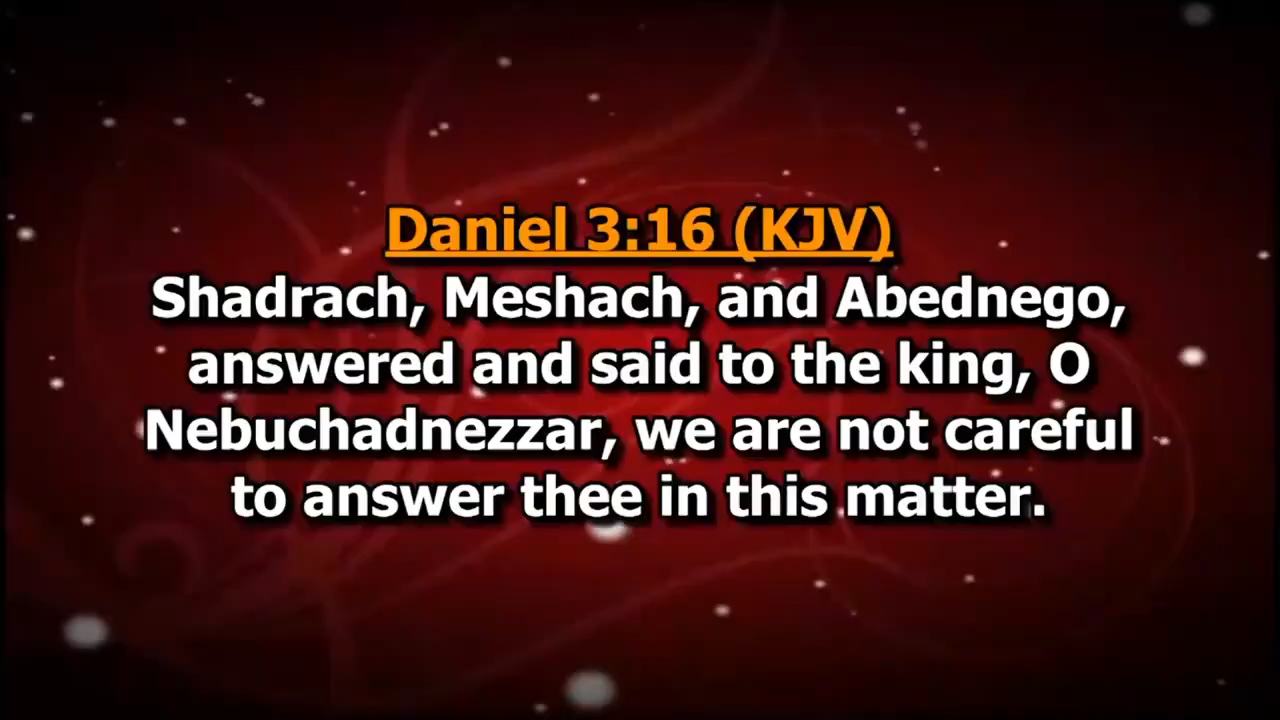 Daniel 3:16 (KJV)
Shadrach, Meshach, and Abednego,
answered and said to the king, O
Nebuchadnezzar, we are not careful
to answer thee in this matter.